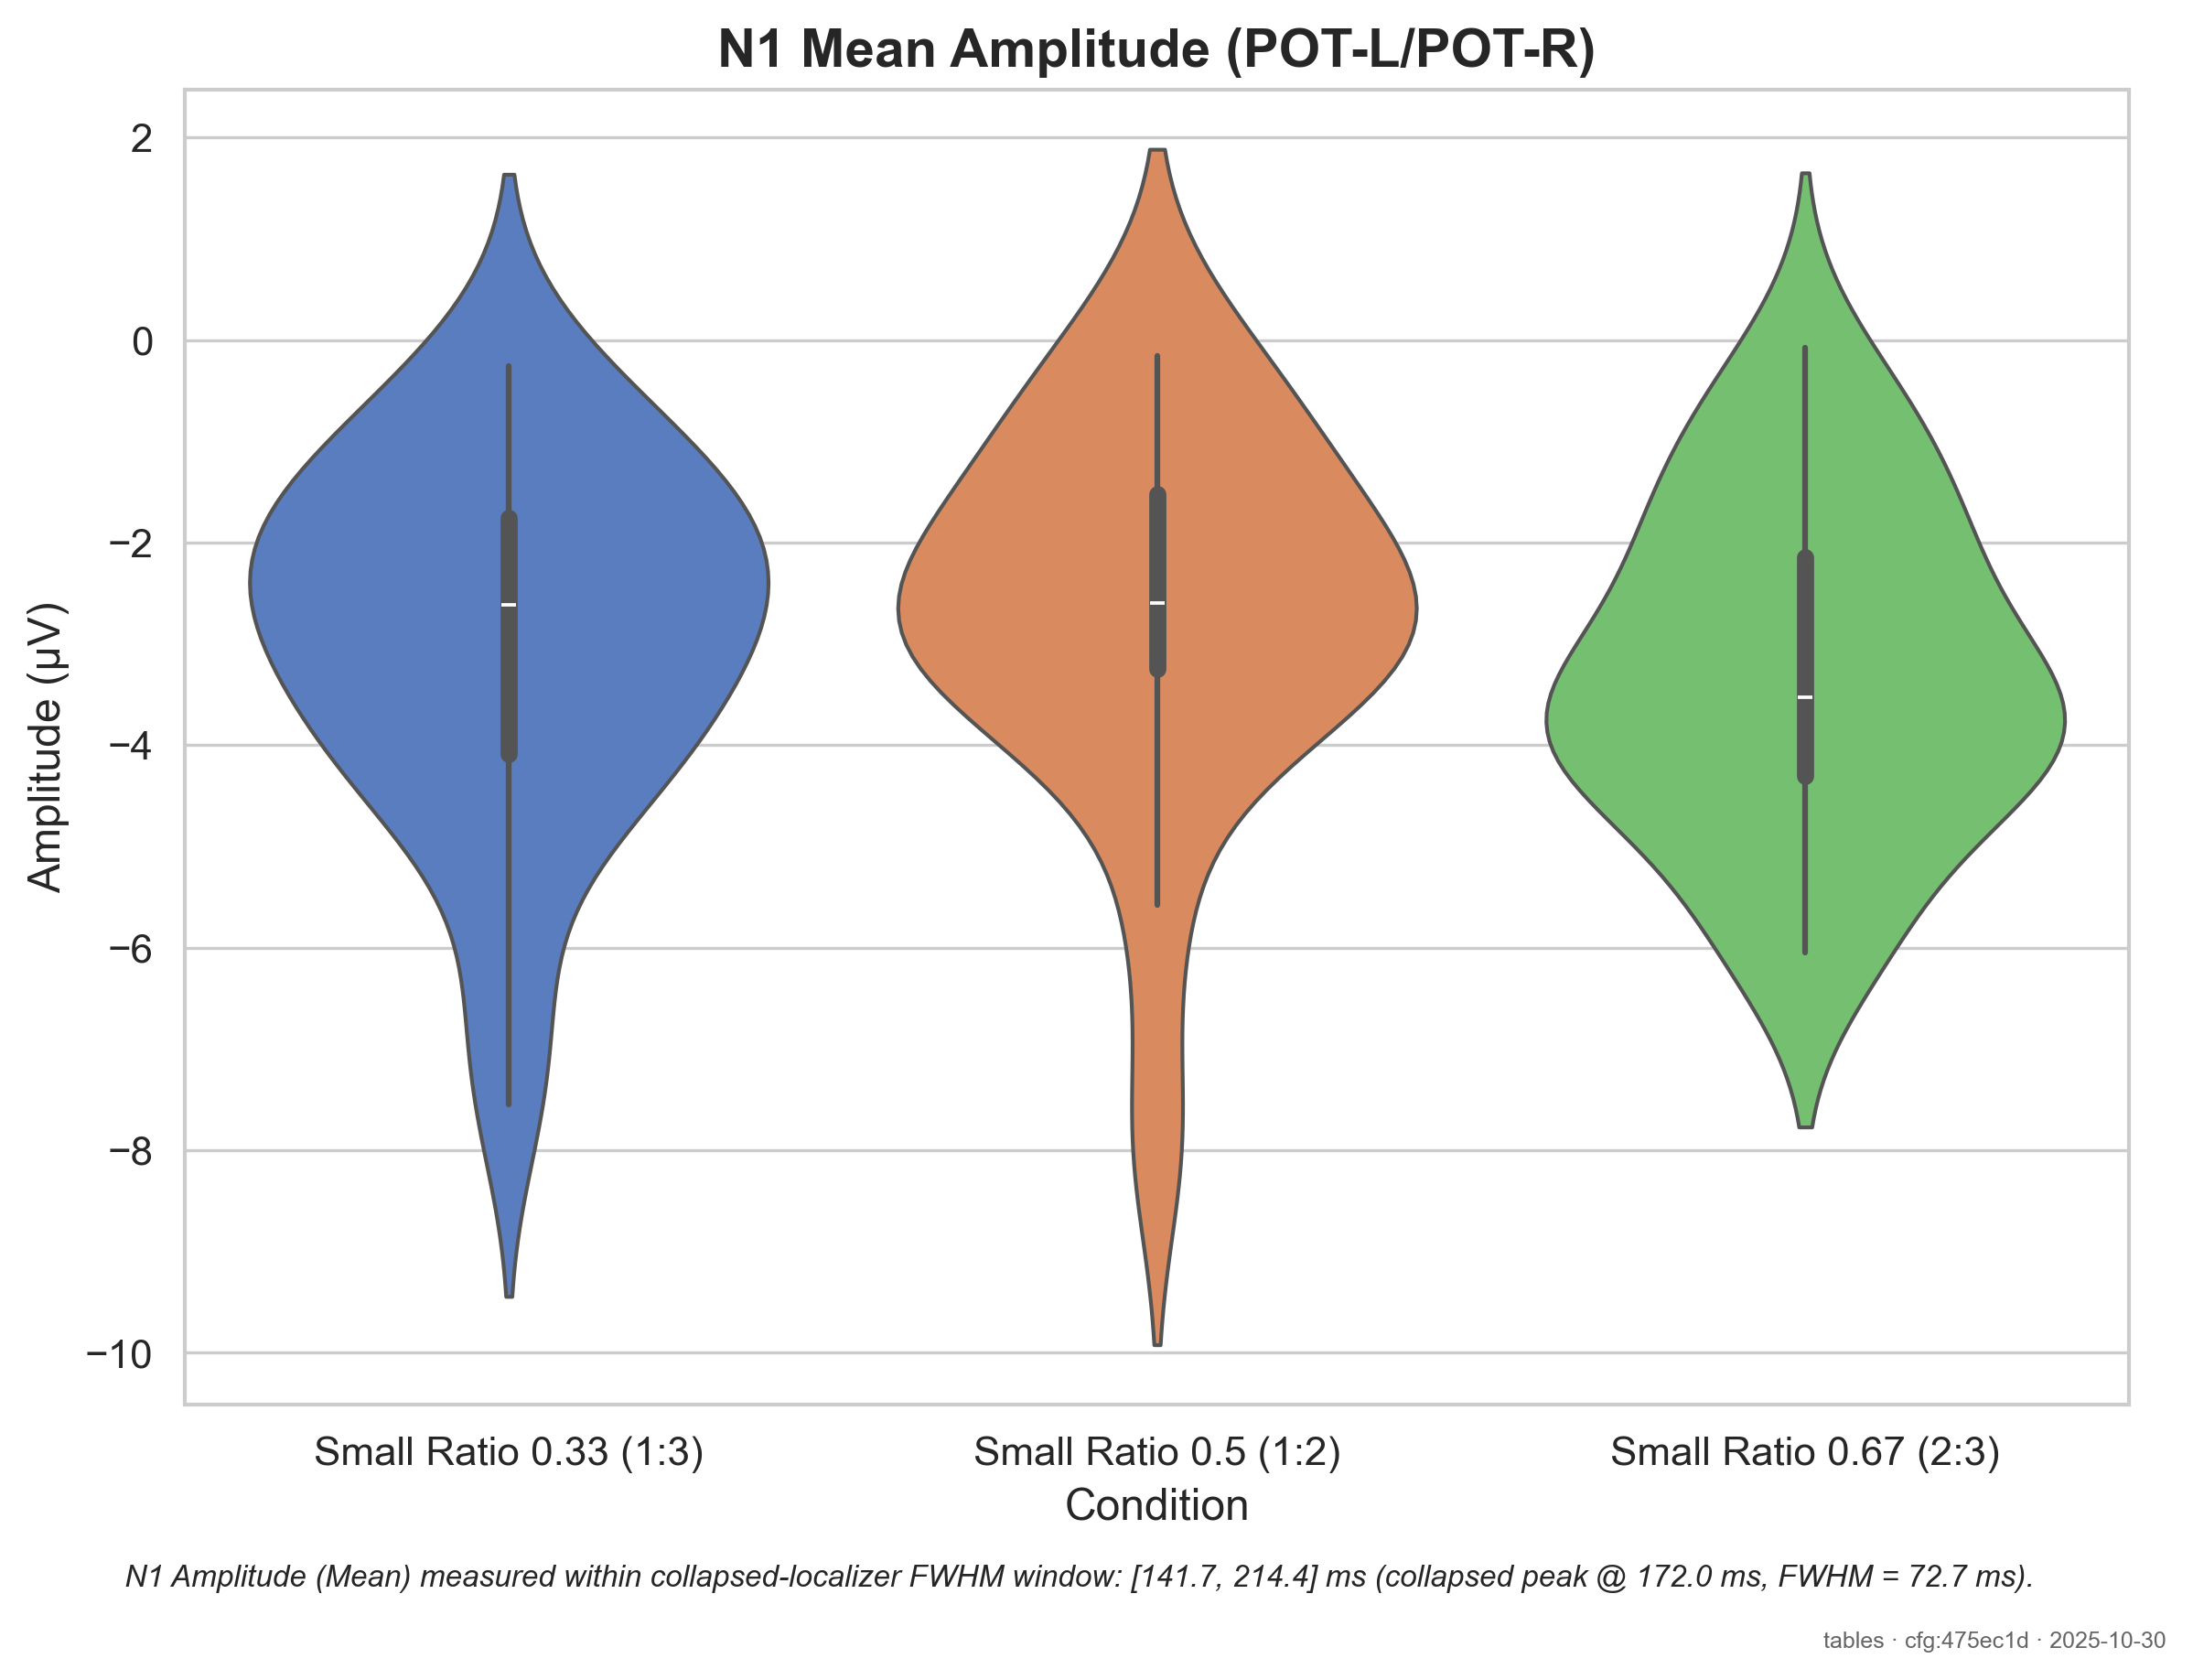 N1 Mean Amplitude (POT-L/POT-R)
Amplitude (µV)
2
0
−2
−4
−6
−8
−10
Small Ratio 0.33 (1:3)
Small Ratio 0.5 (1:2)
Small Ratio 0.67 (2:3)
Condition
N1 Amplitude (Mean) measured within collapsed-localizer FWHM window: [141.7, 214.4] ms (collapsed peak @ 172.0 ms, FWHM = 72.7 ms).
tables · cfg:475ec1d · 2025-10-30